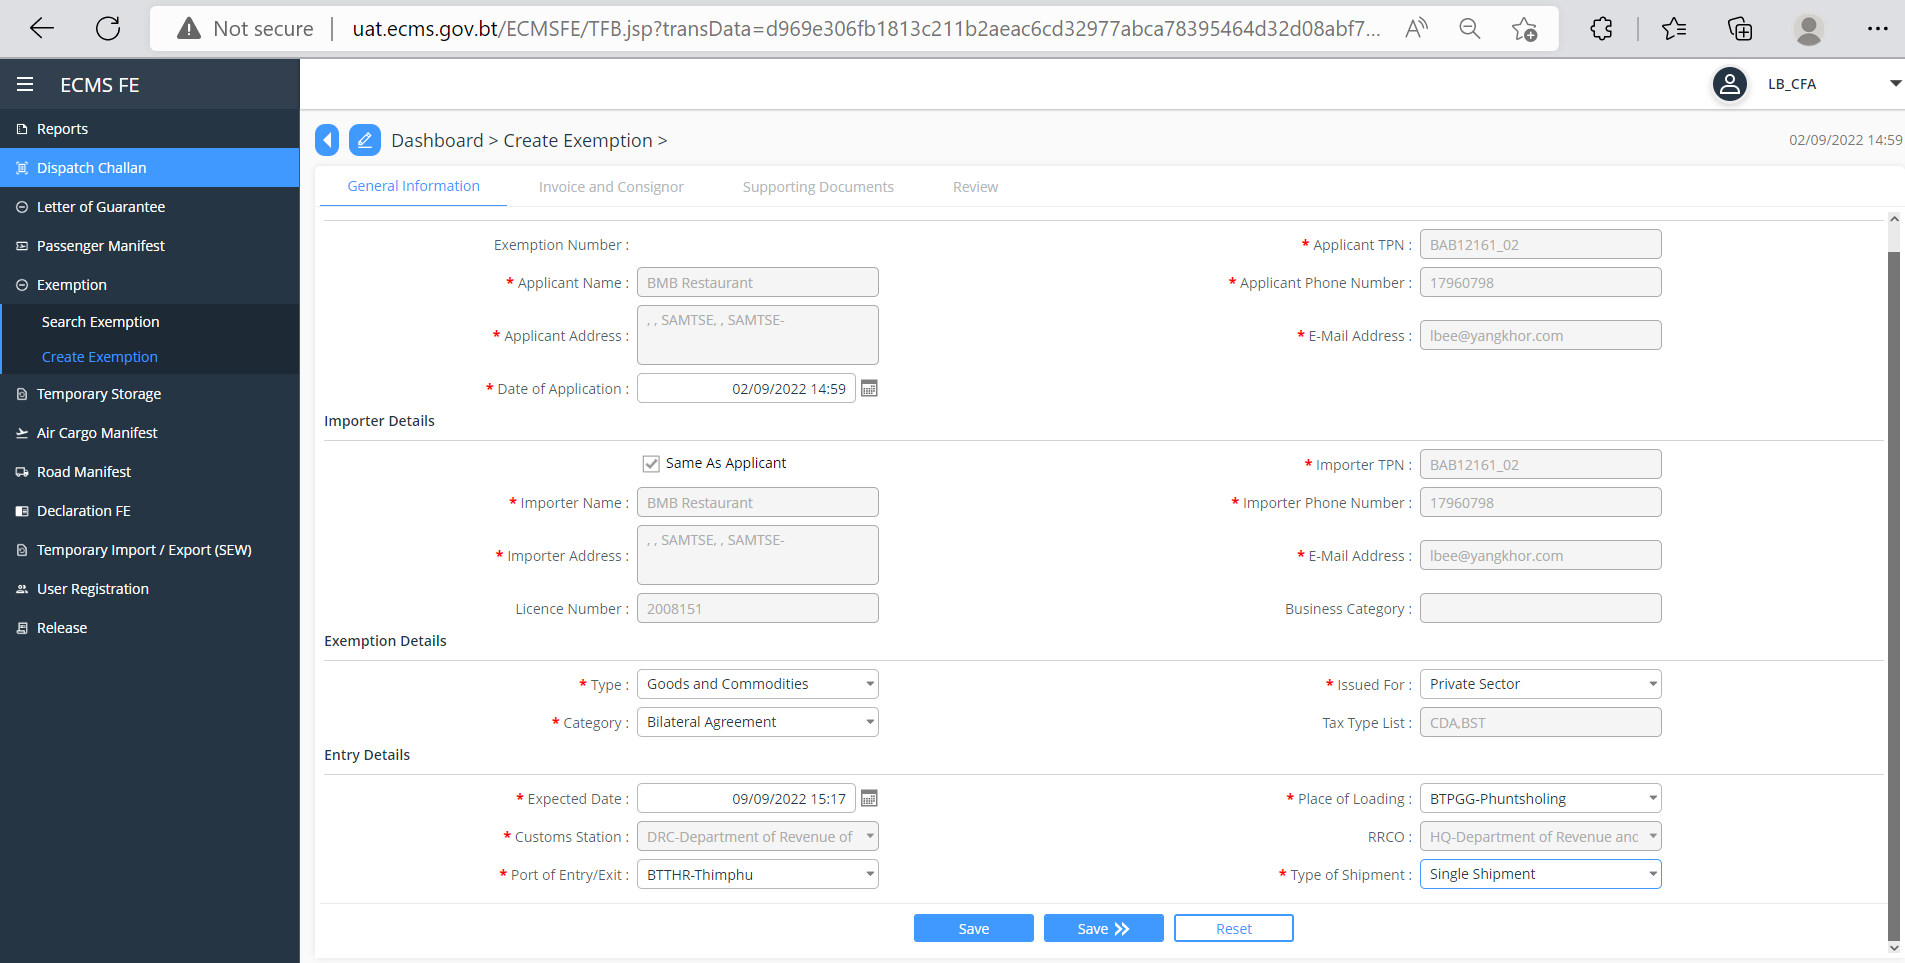 Not secure | uat.ecms.gov.bt/ECMSFE/TFB.jsp?transData=d969e306fb1813c211b2aeac6cd32977abca78395464d32d08abf7...
ECMS FE
LB_CFA
Reports
Dispatch Challan
Letter of Guarantee
Passenger Manifest
Exemption
Search Exemption
Create Exemption
Temporary Storage
Air Cargo Manifest
Road Manifest
Declaration FE
Temporary Import / Export (SEW)
User Registration
Release
Dashboard > Create Exemption >
02/09/2022 14:59
General Information Invoice and Consignor Supporting Documents Review
Exemption Number : * Applicant TPN : BAB12161_02
* Applicant Name : BMB Restaurant * Applicant Phone Number : 17960798
* Applicant Address : , , SAMTSE, , SAMTSE- * E-Mail Address : lbee@yangkhor.com
* Date of Application : 02/09/2022 14:59
Importer Details
Same As Applicant * Importer TPN : BAB12161_02
* Importer Name : BMB Restaurant * Importer Phone Number : 17960798
* Importer Address : , , SAMTSE, , SAMTSE- * E-Mail Address : lbee@yangkhor.com
Licence Number : 2008151 Business Category :
Exemption Details
* Type : Goods and Commodities * Issued For : Private Sector
* Category : Bilateral Agreement Tax Type List : CDA,BST
Entry Details
* Expected Date : 09/09/2022 15:17 * Place of Loading : BTPGG-Phuntsholing
* Customs Station : DRC-Department of Revenue of RRCO : HQ-Department of Revenue and
* Port of Entry/Exit : BTTHR-Thimphu * Type of Shipment : Single Shipment
Save Save Reset